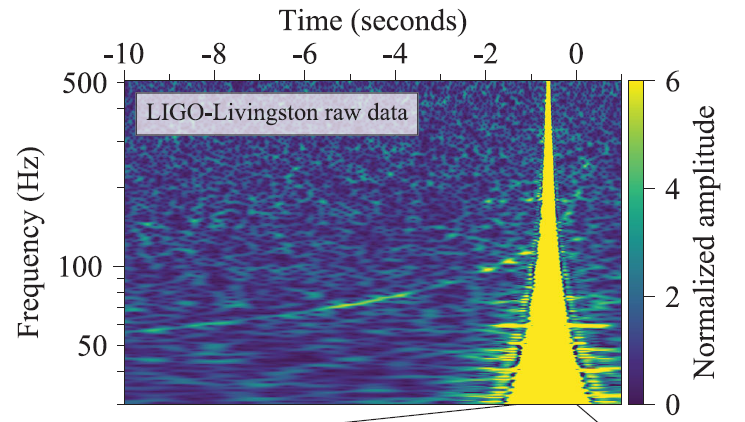 Time (seconds)
-10 -8 -6 -4 -2 0
500
100
50
Frequency (Hz)
LIGO-Livingston raw data
6
4
2
0
Normalized amplitude